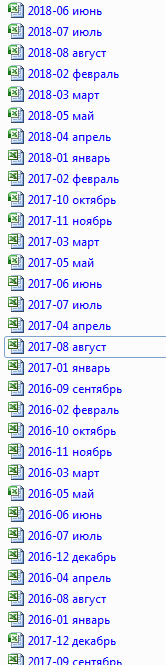 2018-06 июнь
2018-07 июль
2018-08 август
2018-02 февраль
2018-03 март
2018-05 май
2018-04 апрель
2018-01 январь
2017-02 февраль
2017-10 октябрь
2017-11 ноябрь
2017-03 март
2017-05 май
2017-06 июнь
2017-07 июль
2017-04 апрель
2017-08 август
2017-01 январь
2016-09 сентябрь
2016-02 февраль
2016-10 октябрь
2016-11 ноябрь
2016-03 март
2016-05 май
2016-06 июнь
2016-07 июль
2016-12 декабрь
2016-04 апрель
2016-08 август
2016-01 январь
2017-12 декабрь
2017-09 сентябрь